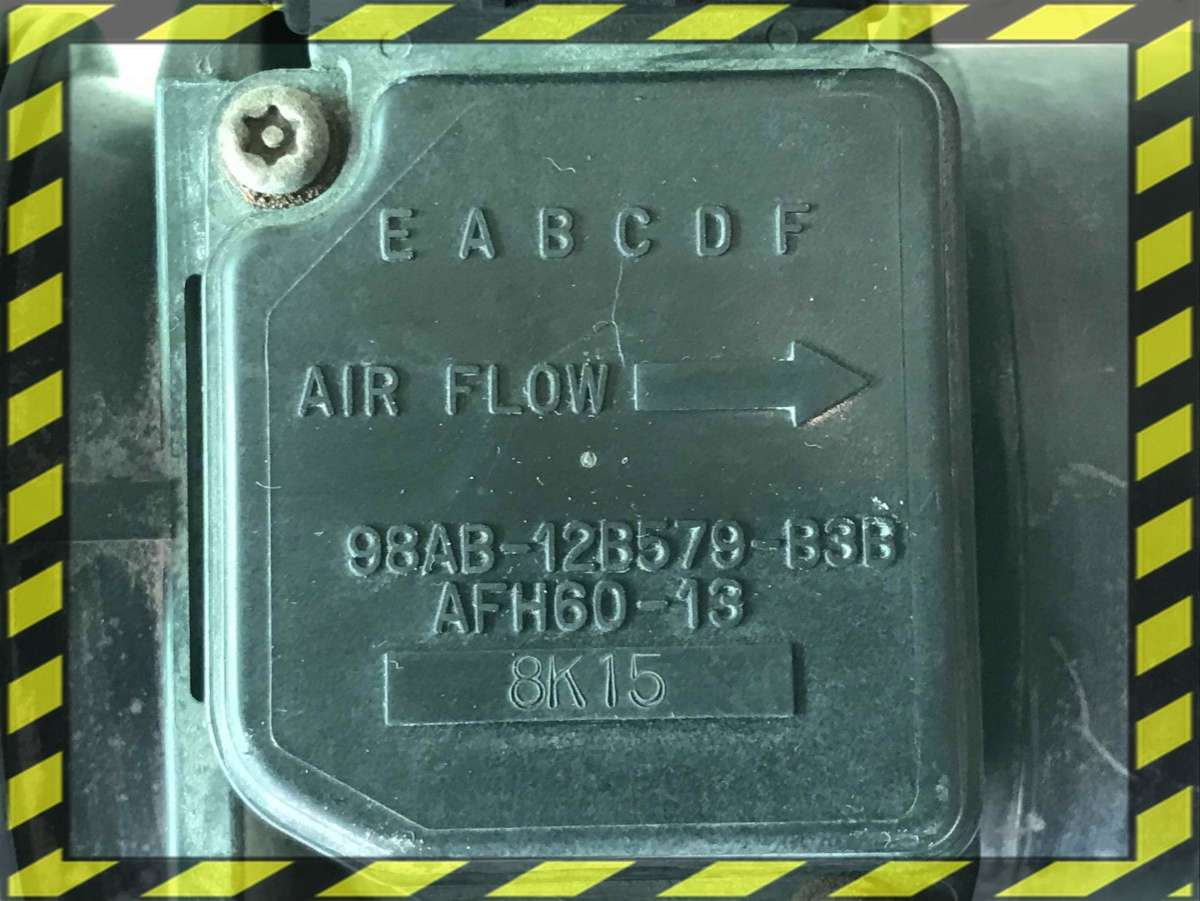 E A B C D F
AIR FLOW
98AB-12B579-B3B
AFH60-13
8K15